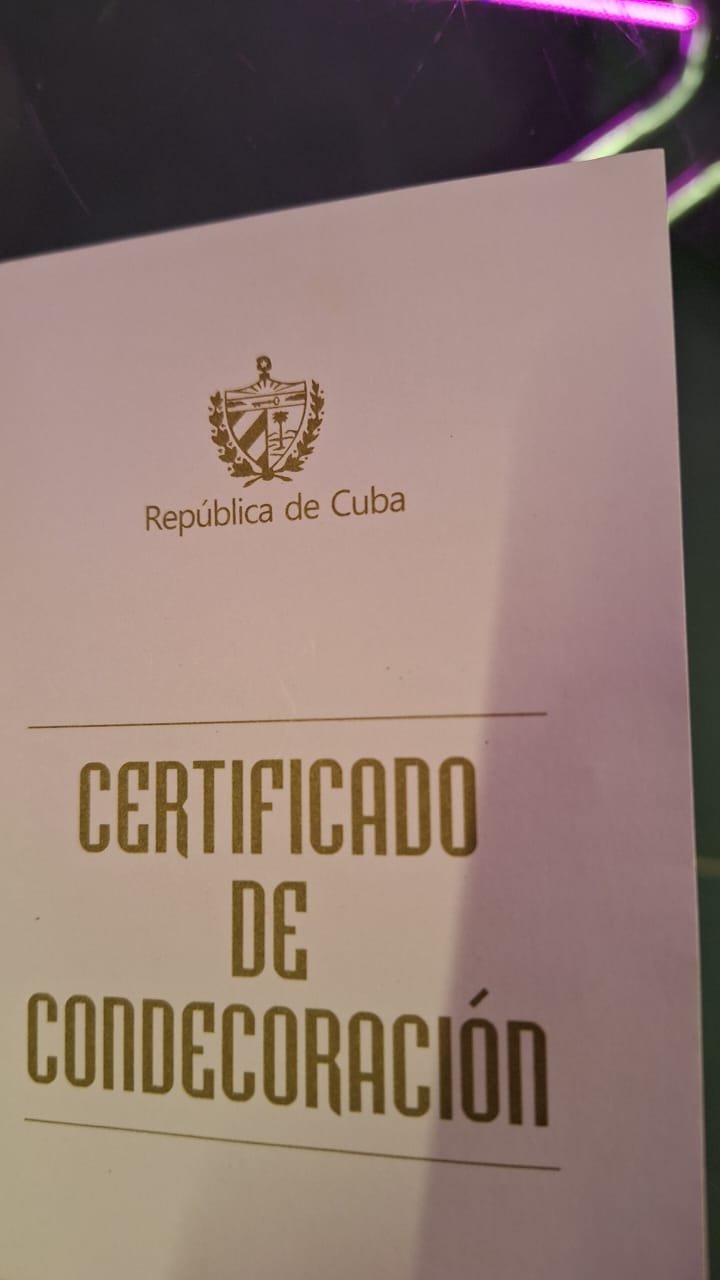 República de Cuba
CERTIFICADO
DE
CONDECORACIÓN